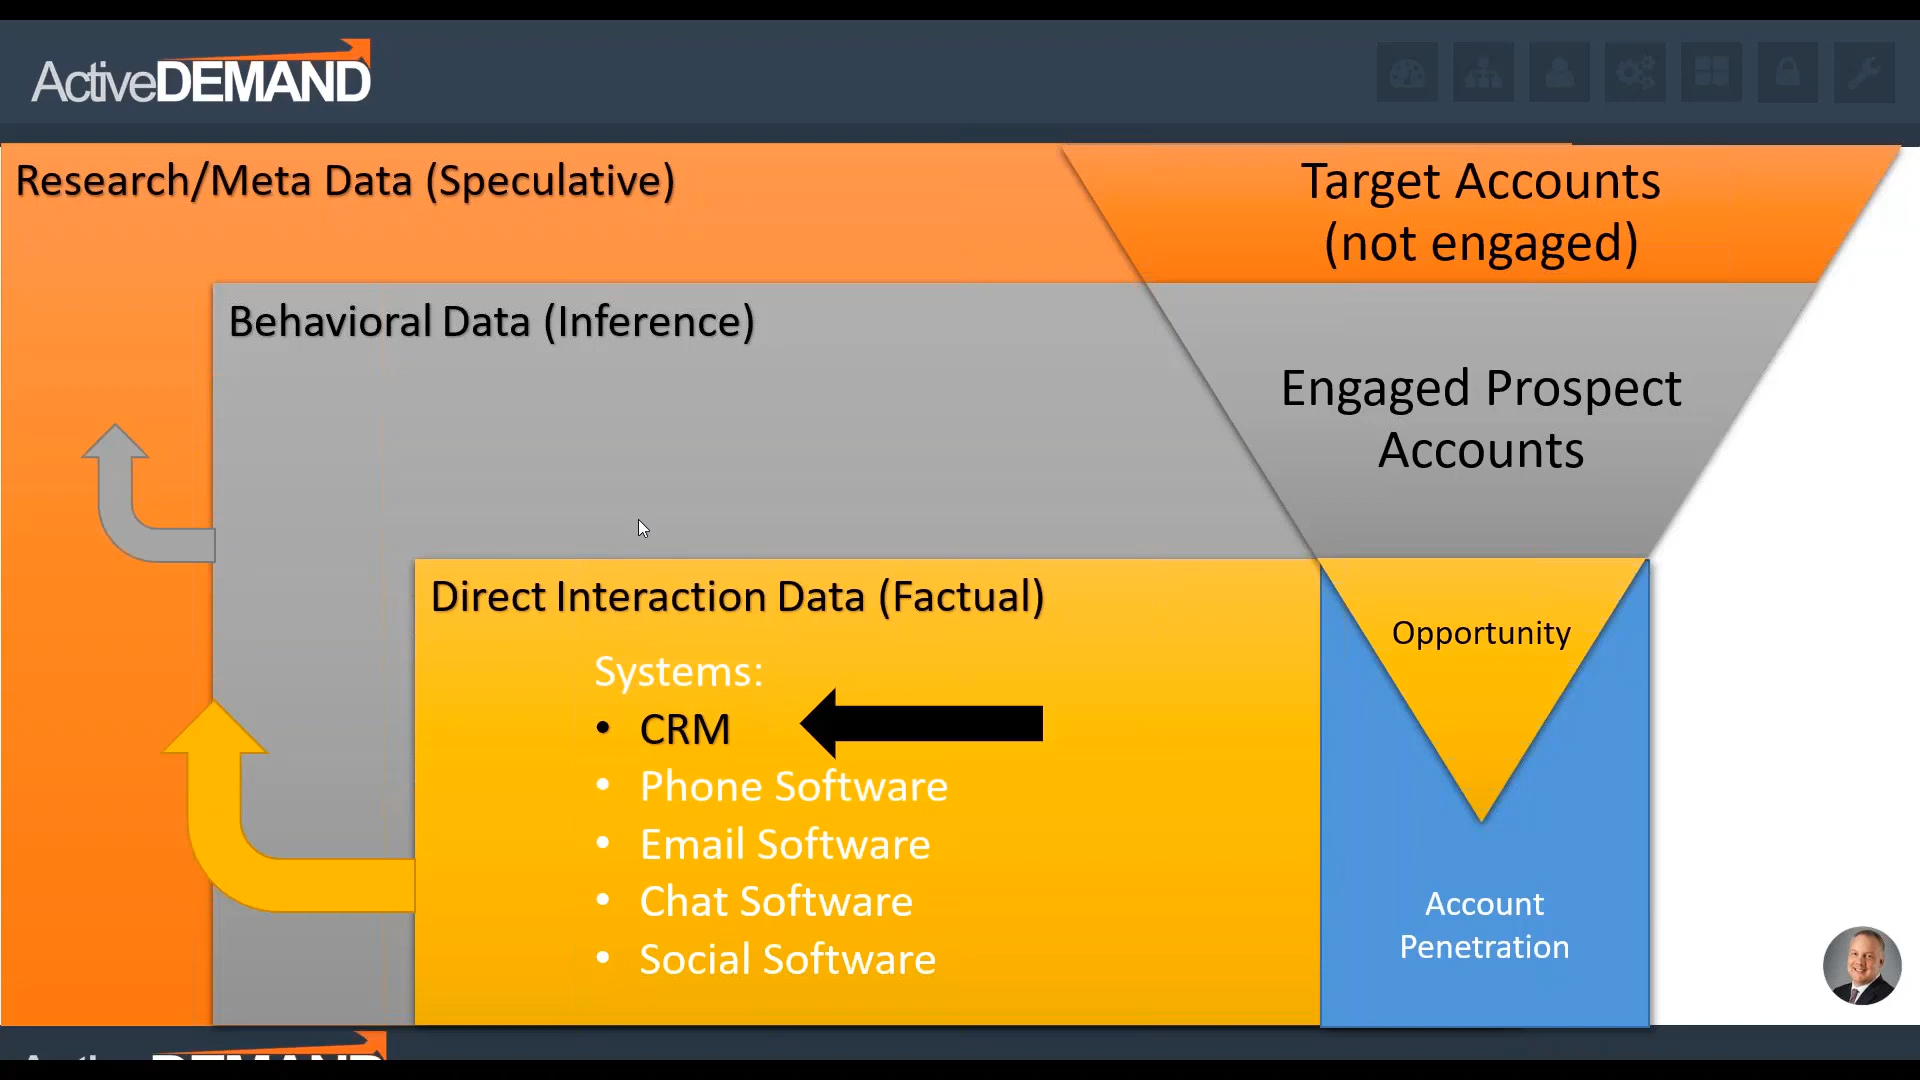 ActiveDEMAND
Research/Meta Data (Speculative)
Target Accounts
(not engaged)
Behavioral Data (Inference)
Engaged Prospect
Accounts
Direct Interaction Data (Factual)
Opportunity
Systems:
• CRM
• Phone Software
• Email Software
• Chat Software
• Social Software
Account
Penetration